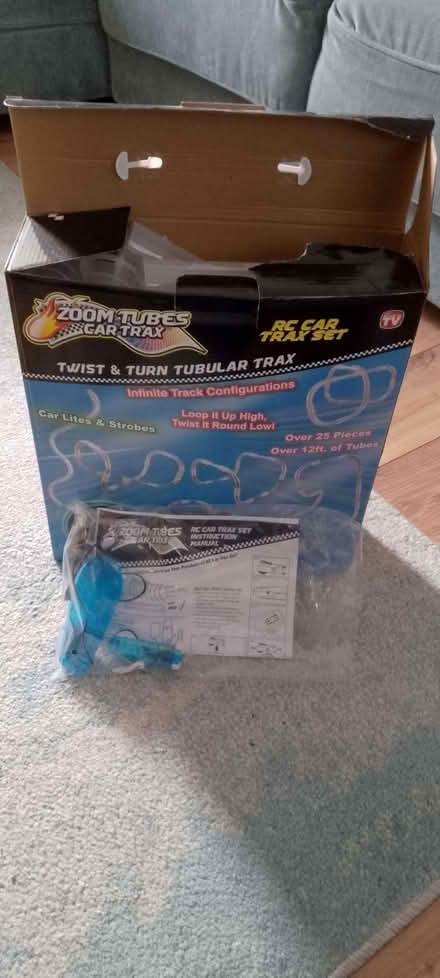 ZOOM TUBES
CAR TRAX
RC CAR
TRAX SET
TV
TWIST & TURN TUBULAR TRAX
Infinite Track Configurations
Car Lites & Strobes
Loop it Up High,
Twist it Round Low!
Over 25 Pieces
Over 12ft. of Tubes
ZOOM TUBES
CAR TRAX
RC CAR TRAX SET
INSTRUCTION
MANUAL